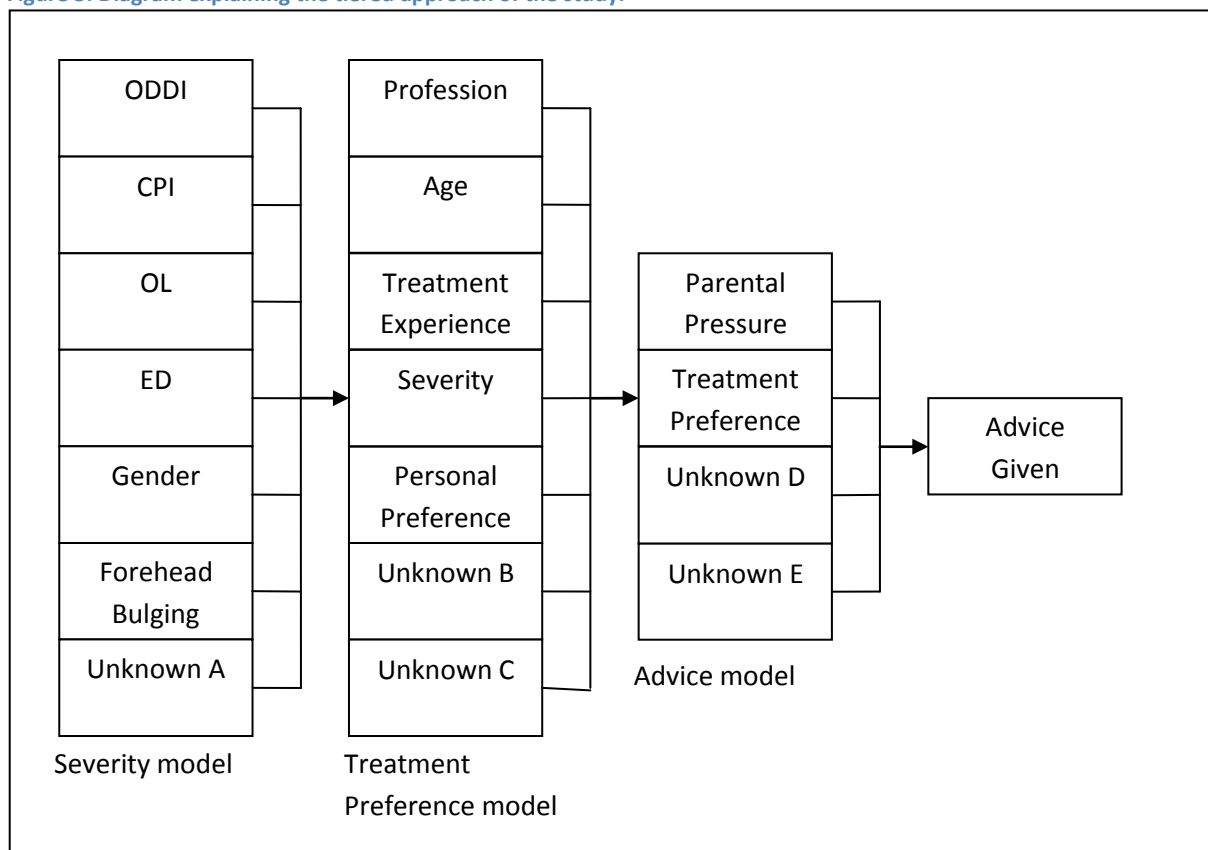 ODDI
CPI
OL
ED
Gender
Forehead
Bulging
Unknown A
Severity model
Profession
Age
Treatment
Experience
Severity
Personal
Preference
Unknown B
Unknown C
Treatment
Preference model
Parental
Pressure
Treatment
Preference
Unknown D
Unknown E
Advice model
Advice
Given